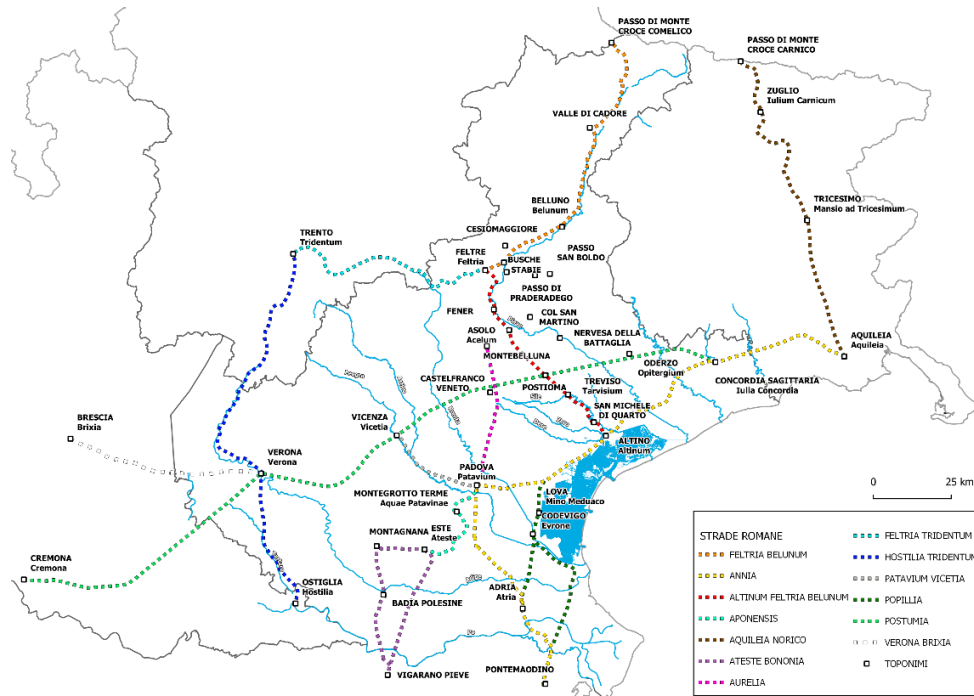 PASSO DI MONTE
CROCE COMELICO
PASSO DI MONTE
CROCE CARNICO
ZUGLIO
Iulium Carnicum
VALLE DI CADORE
BELLUNO
Belunum
TRICESIMO
Mansio ad Tricesimum
TRENTO
Tridentum
CESIOMAGGIORE
FELTRE
Feltria
BUSCHE
STABIE
PASSO
SAN BOLDO
PASSO DI
PRADERADEGO
FENER
COL SAN
MARTINO
ASOLO
Acelum
NERVESA DELLA
BATTAGLIA
AQUILEIA
Aquileia
MONTEBELLUNA
ODERZO
Opitergium
CONCORDIA SAGITTARIA
Iulla Concordia
CASTELFRANCO
VENETO
POSTIOMA
Sile
TREVISO
Tarvisium
SAN MICHELE
DI QUARTO
BRESCIA
Brixia
VICENZA
Vicetia
ALTINO
Altinum
VERONA
Verona
PADOVA
Patavium
MONTEGROTTO TERME
Aquae Patavinae
LOVA
Mino Meduaco
CODEVIGO
Evrone
0
25 km
MONTAGNANA
ESTE
Ateste
CREMONA
Cremona
OSTIGLIA
Hostilia
BADIA POLESINE
ADRIA
Atria
Po
VIGARANO PIEVE
PONTEMAODINO
STRADE ROMANE
FELTRIA BELUNUM
ANNIA
ALTINUM FELTRIA BELUNUM
APONENSIS
AQUILEIA NORICO
ATESTE BONONIA
AURELIA
FELTRIA TRIDENTUM
HOSTILIA TRIDENTUM
PATAVIUM VICETIA
POPILLIA
POSTUMIA
VERONA BRIXIA
TOPONIMI